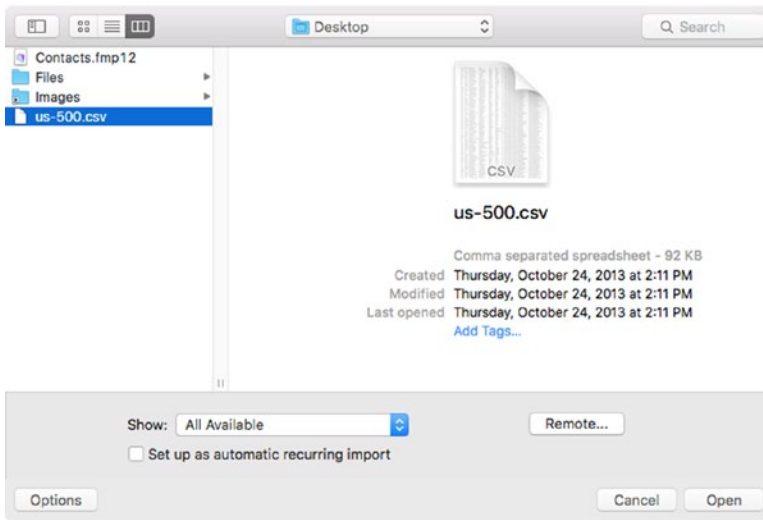 Desktop
Search
Contacts.fmp12
Files
Images
us-500.csv
CSV
us-500.csv
Comma separated spreadsheet - 92 KB
Created Thursday, October 24, 2013 at 2:11 PM
Modified Thursday, October 24, 2013 at 2:11 PM
Last opened Thursday, October 24, 2013 at 2:11 PM
Add Tags...
Show: All Available
Remote...
Set up as automatic recurring import
Options
Cancel
Open